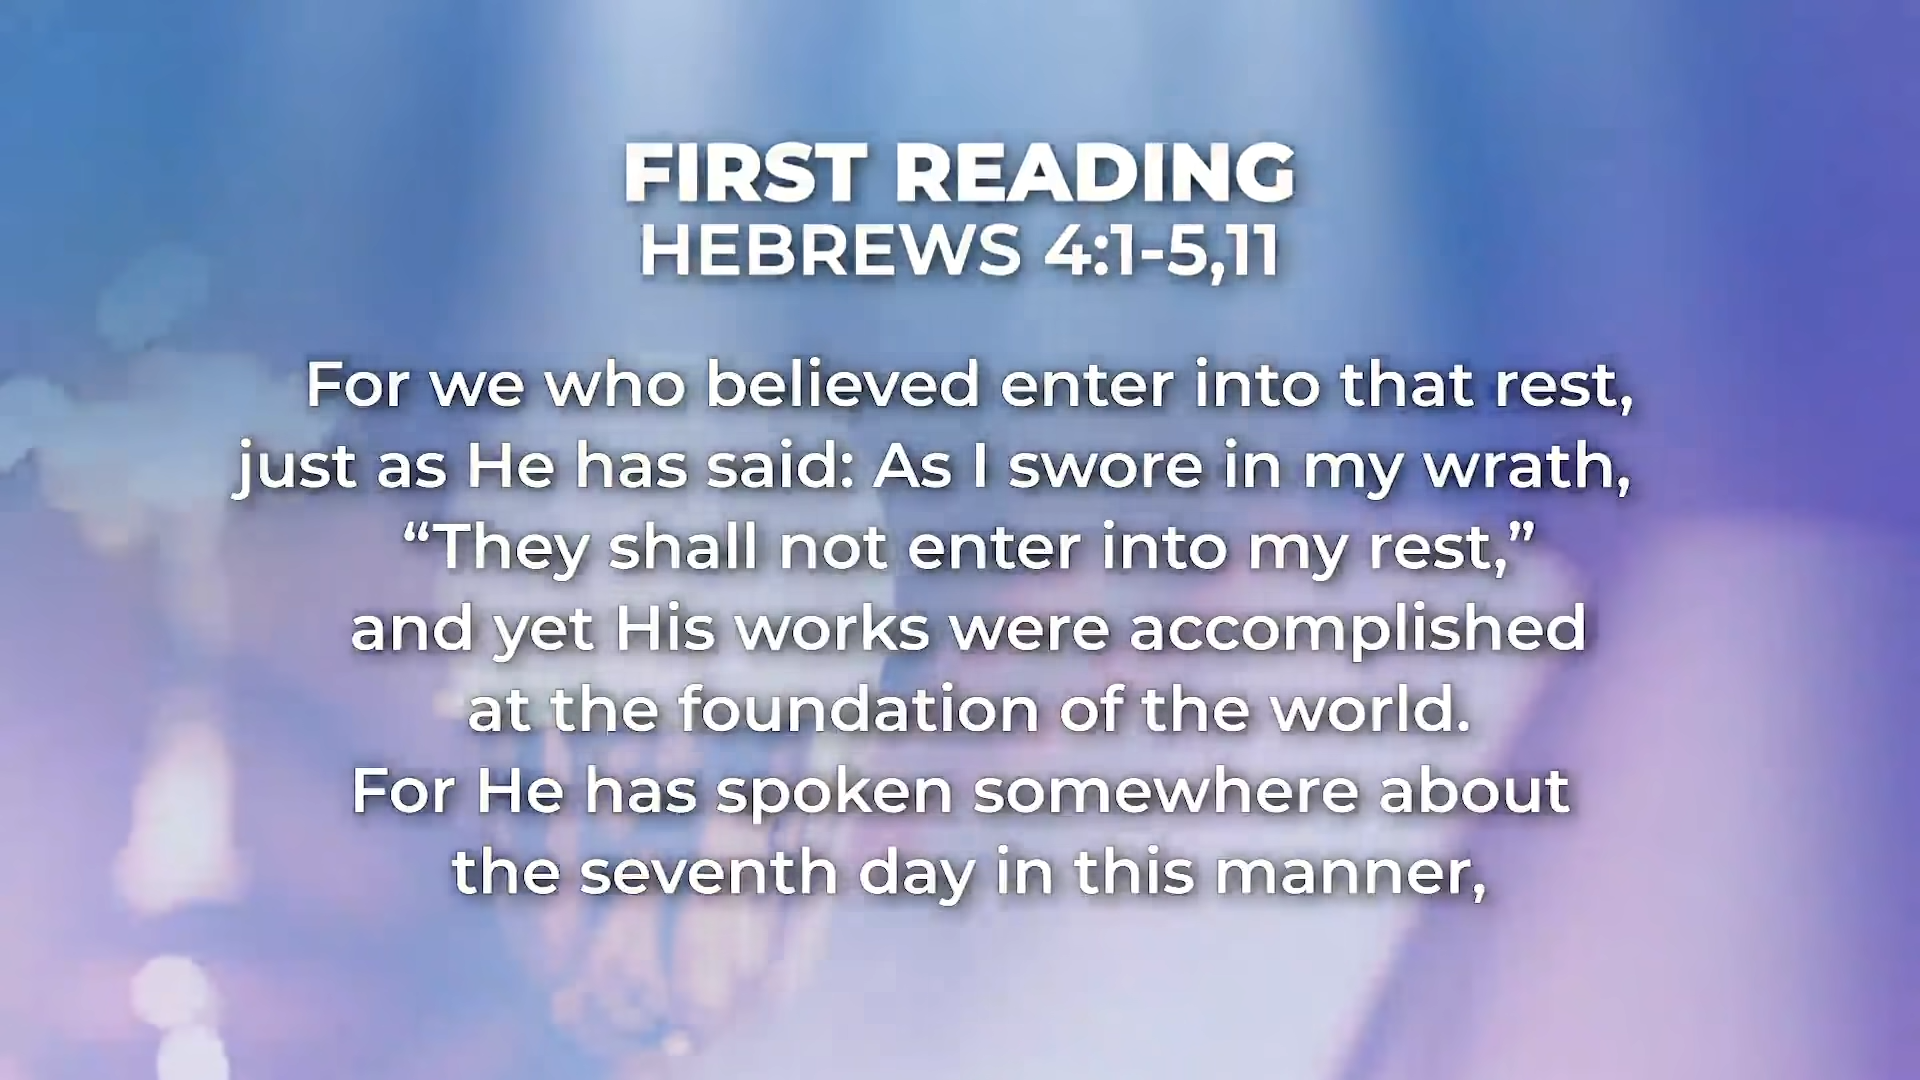 FIRST READING
HEBREWS 4:1-5,11
For we who believed enter into that rest,
just as He has said: As I swore in my wrath,
“They shall not enter into my rest,”
and yet His works were accomplished
at the foundation of the world.
For He has spoken somewhere about
the seventh day in this manner,